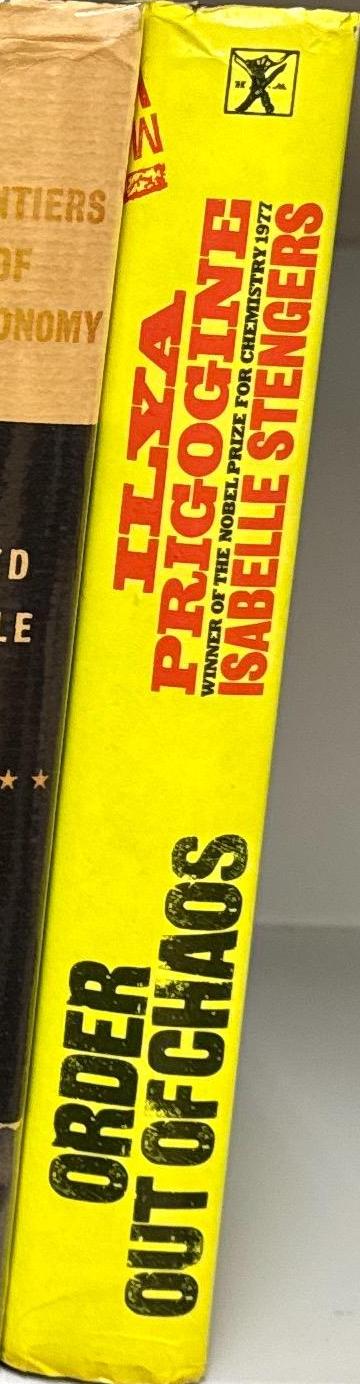 NTIERS
OF
ONOMY
D
LE
H M
ILYA
PRIGOGINE
WINNER OF THE NOBEL PRIZE FOR CHEMISTRY 1977
ISABELLE STENGERS
ORDER
OUT OF CHAOS